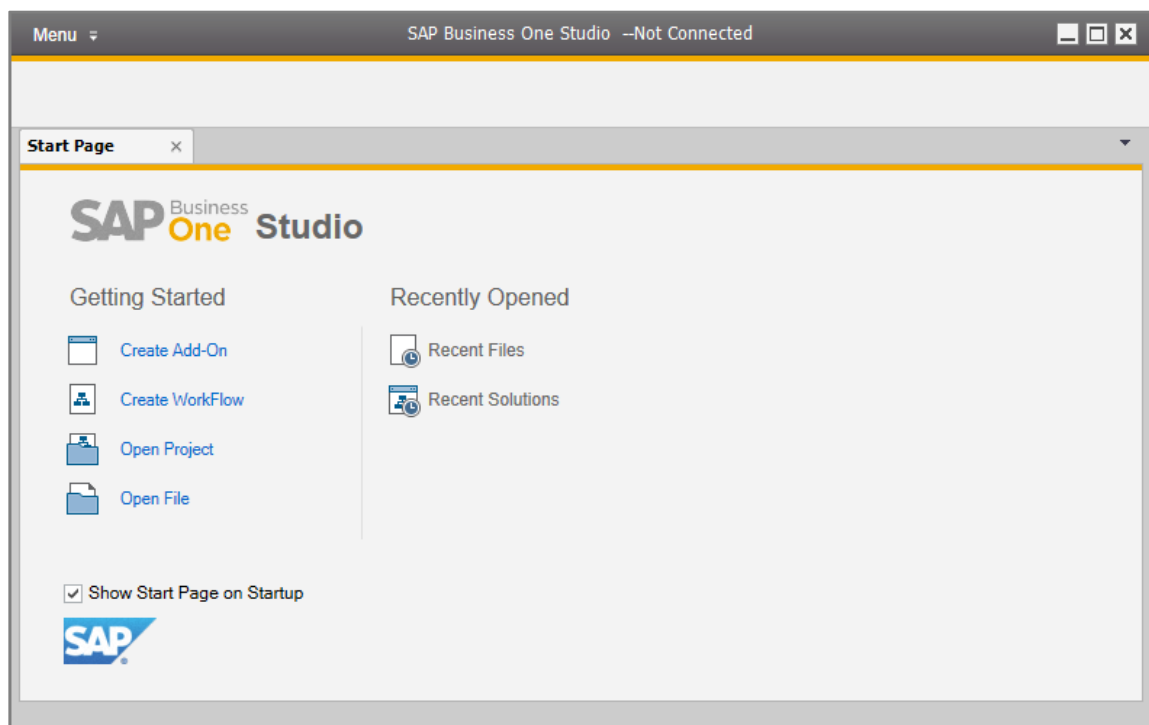 Menu
SAP Business One Studio --Not Connected
Start Page
SAP Business One Studio
Getting Started
Create Add-On
Create WorkFlow
Open Project
Open File
Recently Opened
Recent Files
Recent Solutions
Show Start Page on Startup
SAP